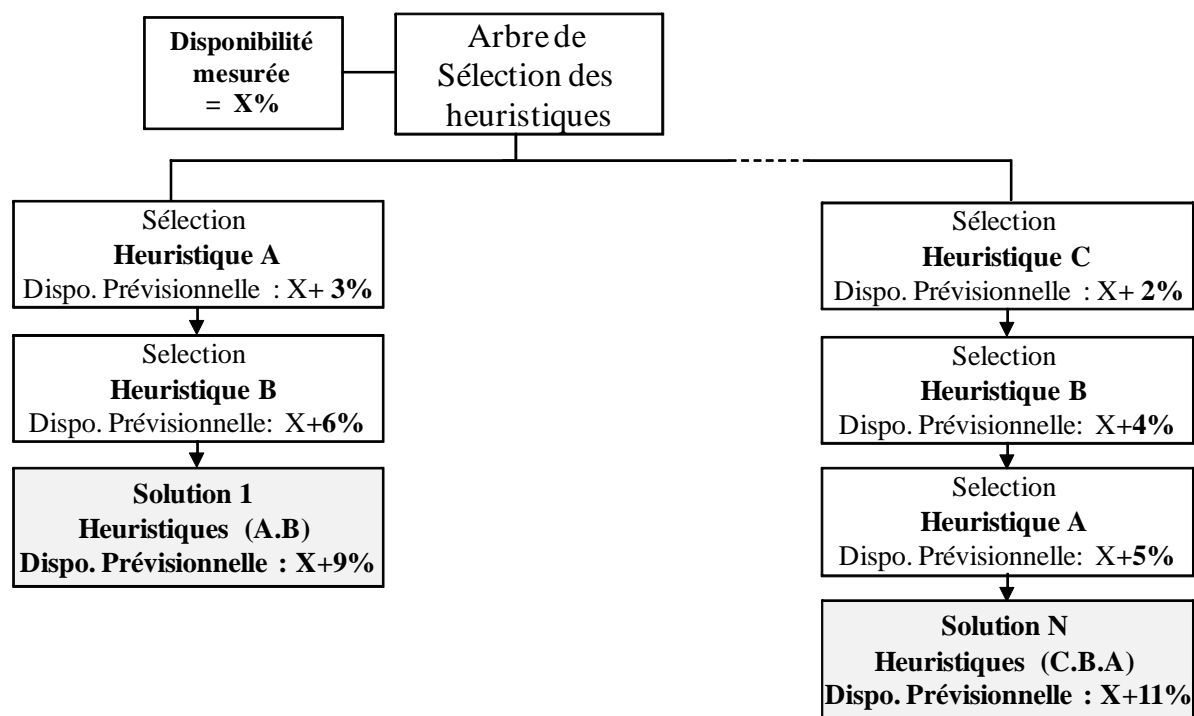 Disponibilité
mesurée
= X%
Arbre de
Sélection des
heuristiques
Sélection
Heuristique A
Dispo. Prévisionnelle : X+ 3%
Selection
Heuristique B
Dispo. Prévisionnelle: X+6%
Solution 1
Heuristiques (A.B)
Dispo. Prévisionnelle : X+9%
Sélection
Heuristique C
Dispo. Prévisionnelle : X+ 2%
Selection
Heuristique B
Dispo. Prévisionnelle: X+4%
Selection
Heuristique A
Dispo. Prévisionnelle: X+5%
Solution N
Heuristiques (C.B.A)
Dispo. Prévisionnelle : X+11%